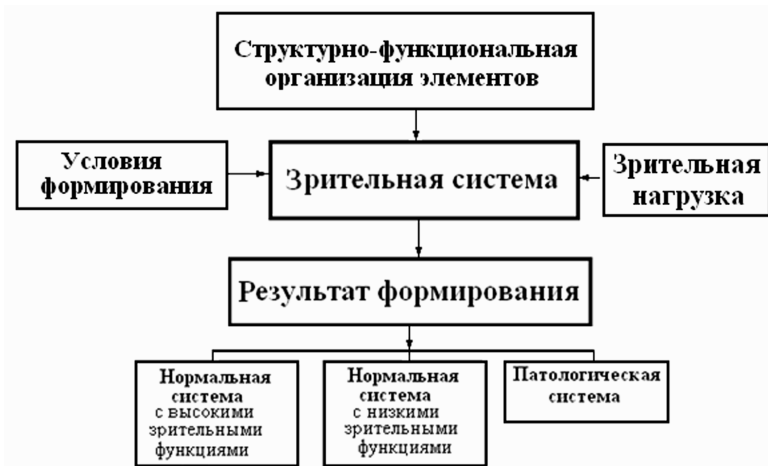 Структурно-функциональная
организация элементов
Условия
формирования
Зрительная система
Зрительная
нагрузка
Результат формирования
Нормальная
система
с высокими
зрительными
функциями
Нормальная
система
с низкими
зрительными
функциями
Патологическая
система